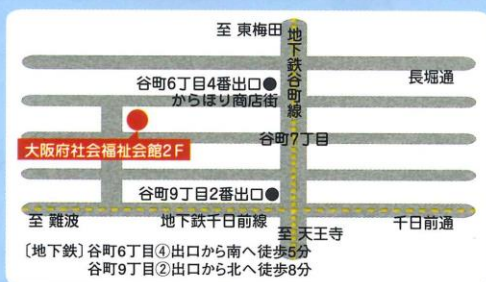 至 東梅田
地下鉄谷町線
長堀通
谷町6丁目4番出口●
からほり商店街
谷町7丁目
大阪府社会福祉会館2F
谷町9丁目2番出口●
至 難波
地下鉄千日前線
至 天王寺
千日前通
〔地下鉄〕谷町6丁目④出口から南へ徒歩5分
谷町9丁目②出口から北へ徒歩8分